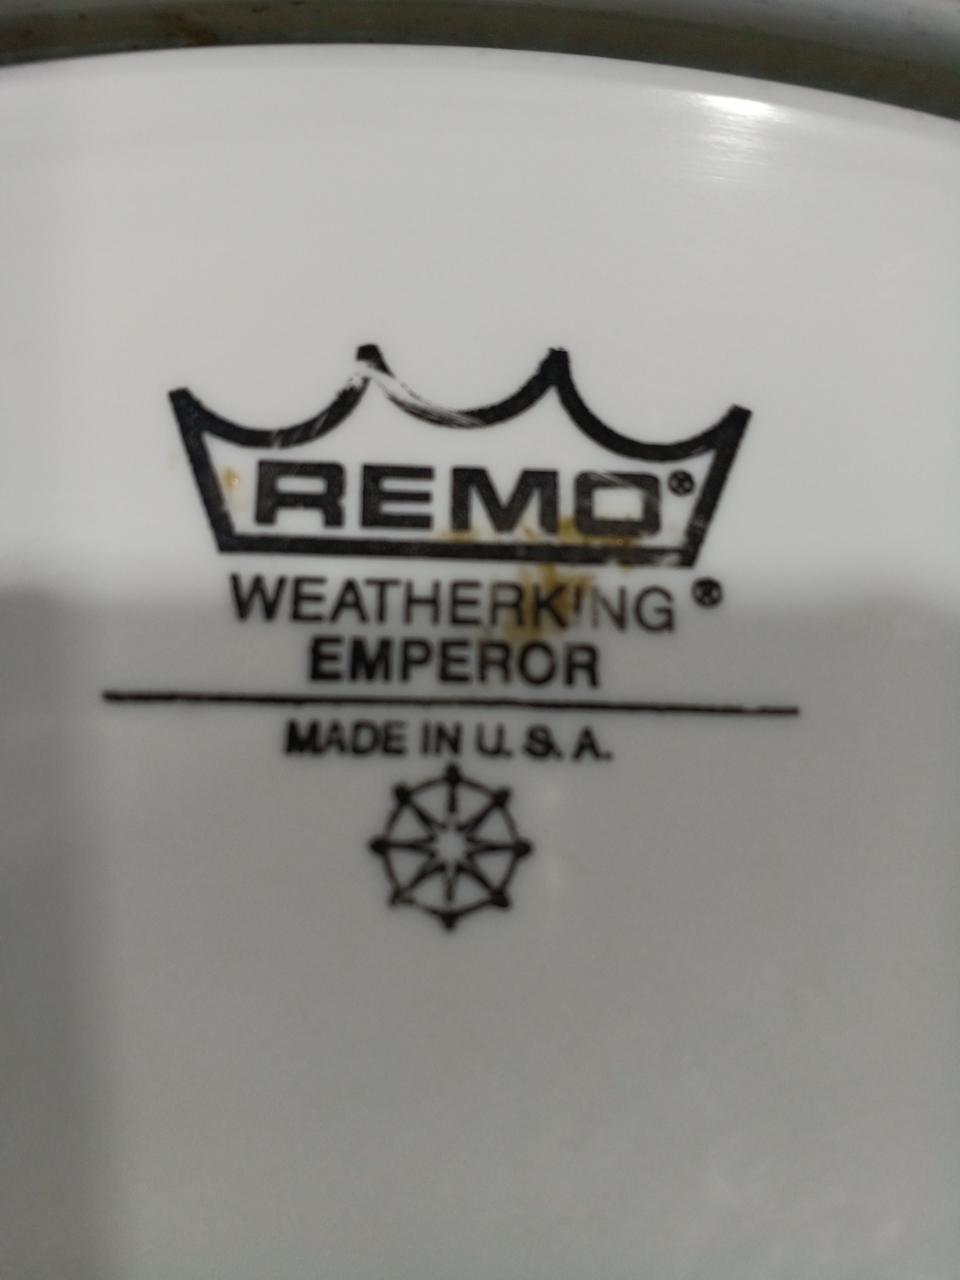 REMO®
WEATHERKING®
EMPEROR
MADE IN U.S.A.